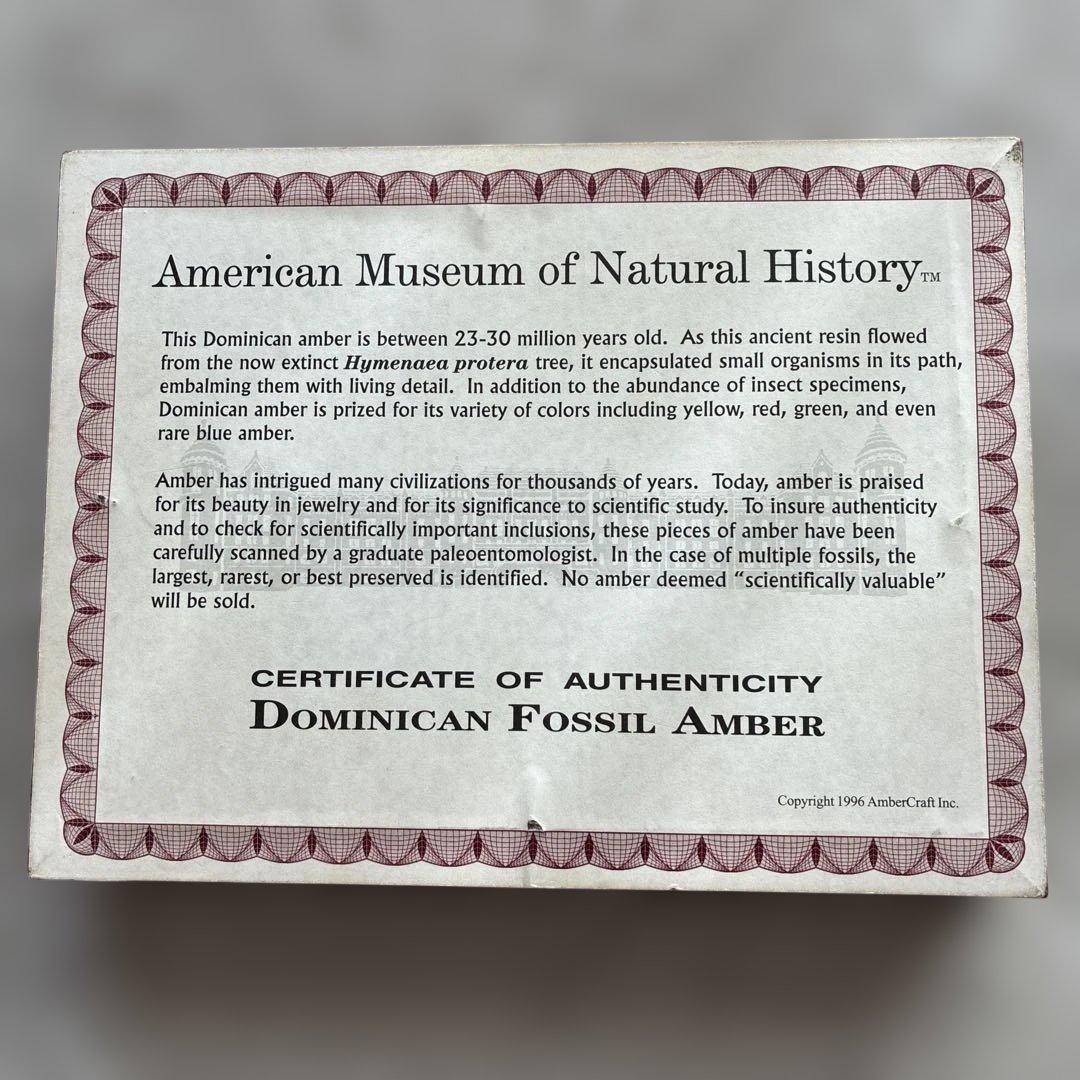 American Museum of Natural History™
This Dominican amber is between 23-30 million years old. As this ancient resin flowed
from the now extinct Hymenaea protera tree, it encapsulated small organisms in its path,
embalming them with living detail. In addition to the abundance of insect specimens,
Dominican amber is prized for its variety of colors including yellow, red, green, and even
rare blue amber.
Amber has intrigued many civilizations for thousands of years. Today, amber is praised
for its beauty in jewelry and for its significance to scientific study. To insure authenticity
and to check for scientifically important inclusions, these pieces of amber have been
carefully scanned by a graduate paleoentomologist. In the case of multiple fossils, the
largest, rarest, or best preserved is identified. No amber deemed “scientifically valuable”
will be sold.
CERTIFICATE OF AUTHENTICITY
DOMINICAN FOSSIL AMBER
Copyright 1996 AmberCraft Inc.